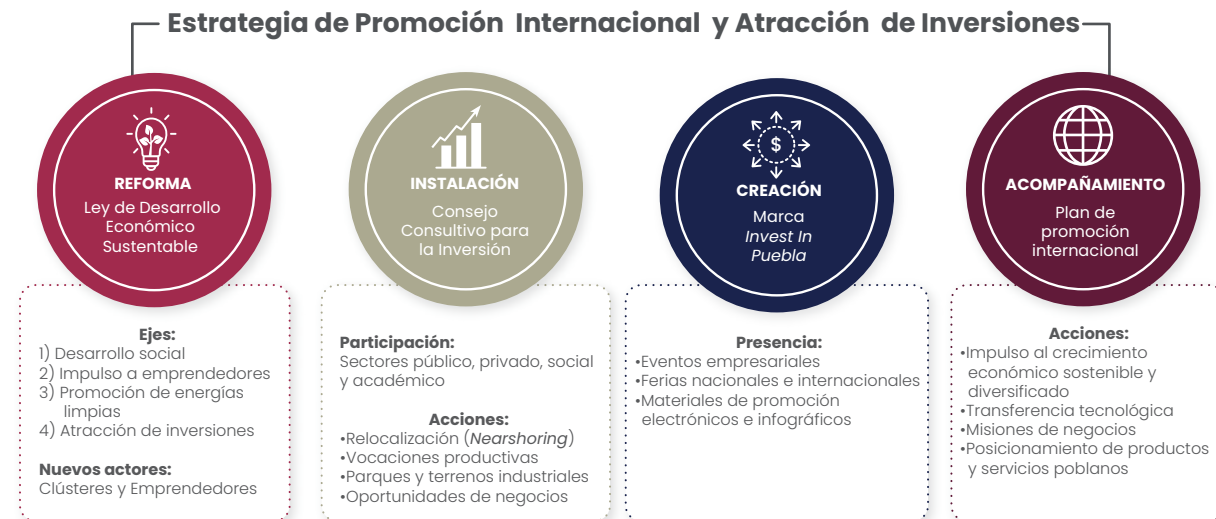 Estrategia de Promoción Internacional y Atracción de Inversiones
REFORMA
Ley de Desarrollo
Económico
Sustentable
Ejes:
1) Desarrollo social
2) Impulso a emprendedores
3) Promoción de energías
limpias
4) Atracción de inversiones
Nuevos actores:
Clústeres y Emprendedores
INSTALACIÓN
Consejo
Consultivo para
la Inversión
Participación:
Sectores público, privado, social
y académico
Acciones:
•Relocalización (Nearshoring)
•Vocaciones productivas
•Parques y terrenos industriales
•Oportunidades de negocios
$
CREACIÓN
Marca
Invest In
Puebla
Presencia:
•Eventos empresariales
•Ferias nacionales e internacionales
•Materiales de promoción
electrónicos e infográficos
ACOMPAÑAMIENTO
Plan de
promoción
internacional
Acciones:
•Impulso al crecimiento
económico sostenible y
diversificado
•Transferencia tecnológica
•Misiones de negocios
•Posicionamiento de productos
y servicios poblanos